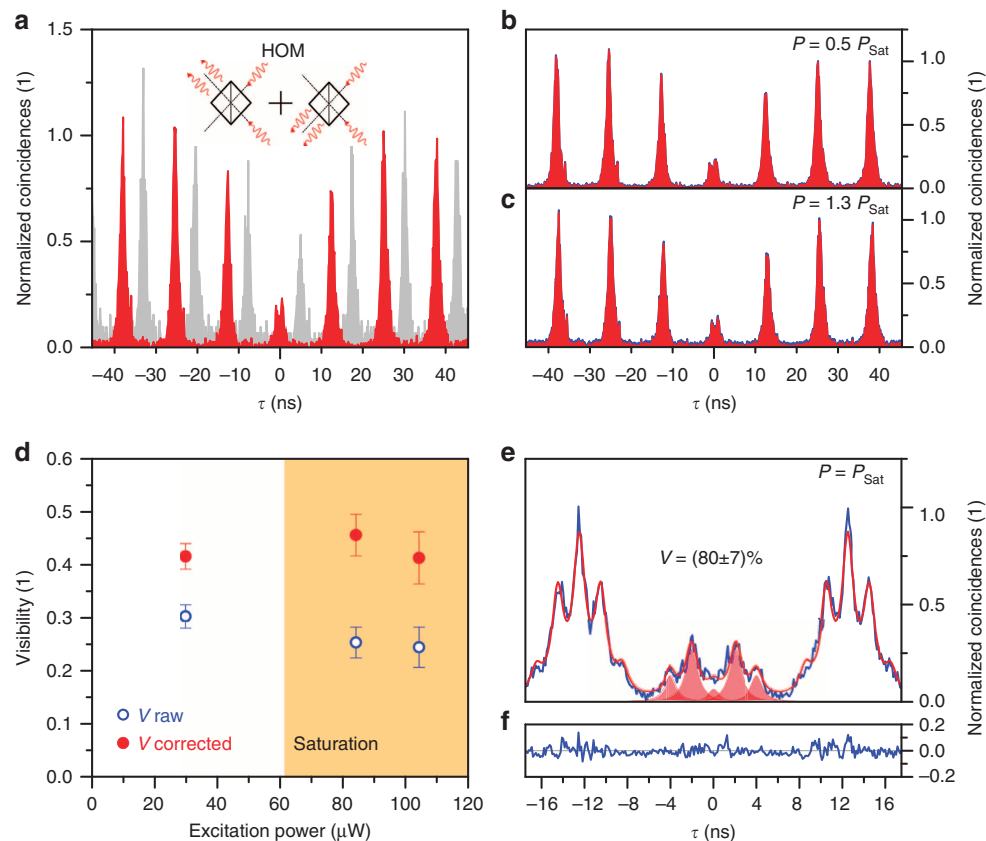 a
HOM
+
1.5
1.0
0.5
0.0
Normalized coincidences (1)
−40 −30 −20 −10 0 10 20 30 40
τ (ns)
b
P = 0.5 PSat
1.0
0.5
0.0
c
P = 1.3 PSat
1.0
0.5
0.0
Normalized coincidences (1)
−40 −30 −20 −10 0 10 20 30 40
τ (ns)
d
0.6
0.5
0.4
0.3
0.2
0.1
0.0
Visibility (1)
V raw
V corrected
Saturation
0 20 40 60 80 100 120
Excitation power (μW)
e
P = PSat
V = (80±7)%
1.0
0.5
0.0
Normalized coincidences (1)
f
0.2
0.0
−0.2
−16 −12 −8 −4 0 4 8 12 16
τ (ns)